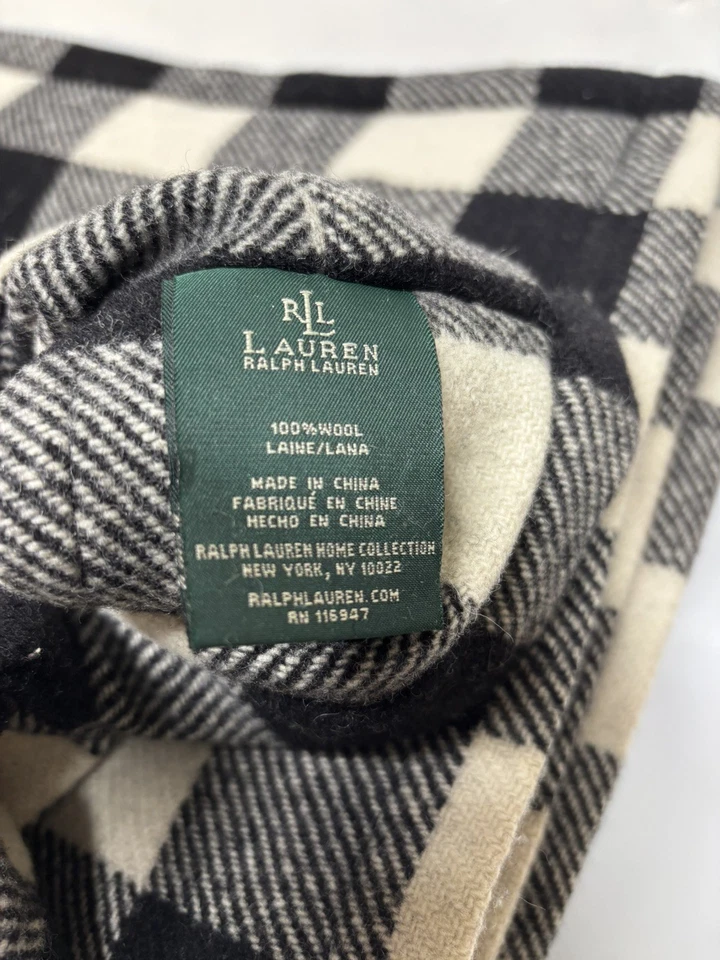 RLL
LAUREN
RALPH LAUREN
100%WOOL
LAINE/LANA
MADE IN CHINA
FABRIQUÉ EN CHINE
HECHO EN CHINA
RALPH LAUREN HOME COLLECTION
NEW YORK, NY 10022
RALPHLAUREN.COM
RN 116947